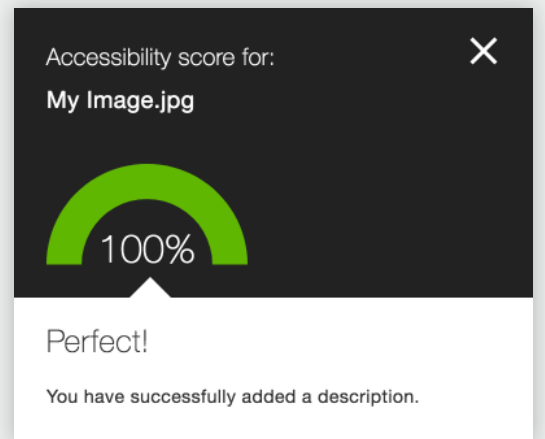 Accessibility score for:
My Image.jpg
100%
Perfect!
You have successfully added a description.